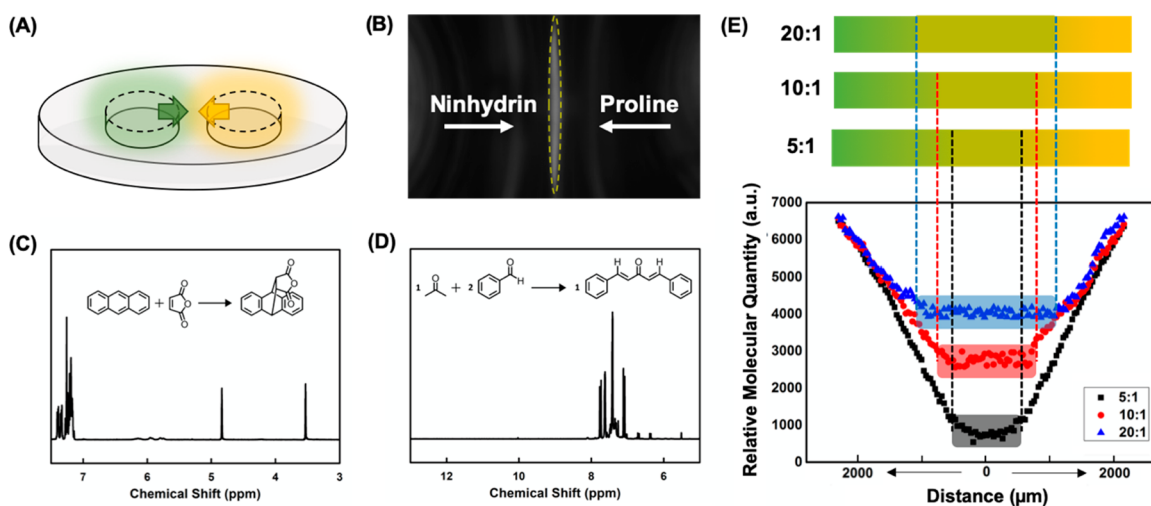 (A)
(B)
Ninhydrin
Proline
(C)
O
O
O
+
O
O
O
7
6
5
4
3
Chemical Shift (ppm)
(D)
1
O
+
2
O
H
1
H
O
H
12
10
8
6
Chemical Shift (ppm)
(E)
20:1
10:1
5:1
Relative Molecular Quantity (a.u.)
7000
6000
5000
4000
3000
2000
1000
0
5:1
10:1
20:1
2000
0
2000
Distance (μm)